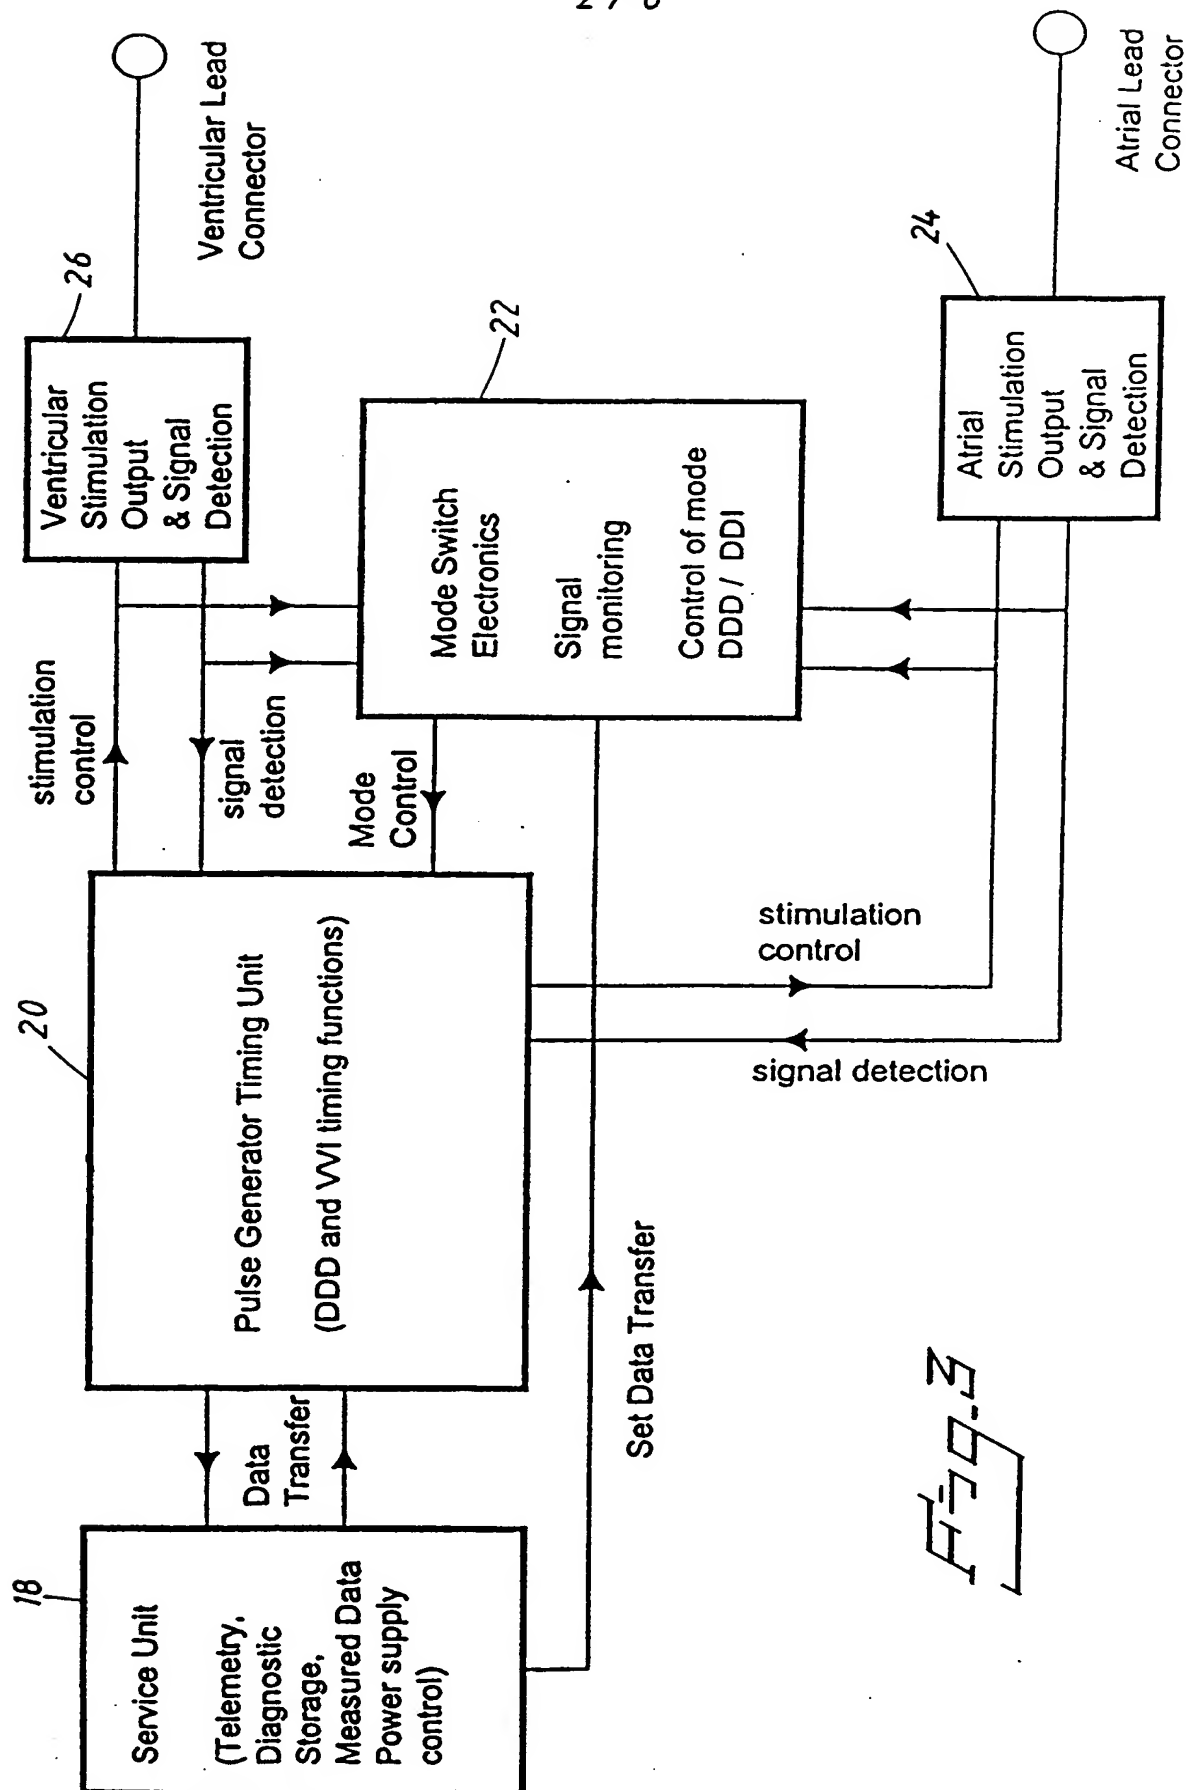 18
Service Unit
(Telemetry,
Diagnostic
Storage,
Measured Data
Power supply
control)
Data
Transfer
Set Data Transfer
20
Pulse Generator Timing Unit
(DDD and VVI timing functions)
stimulation
control
signal
detection
Mode
Control
stimulation
control
signal detection
22
Mode Switch
Electronics
Signal
monitoring
Control of mode
DDD / DDI
26
Ventricular
Stimulation
Output
& Signal
Detection
Ventricular Lead
Connector
24
Atrial
Stimulation
Output
& Signal
Detection
Atrial Lead
Connector
Fig. 3